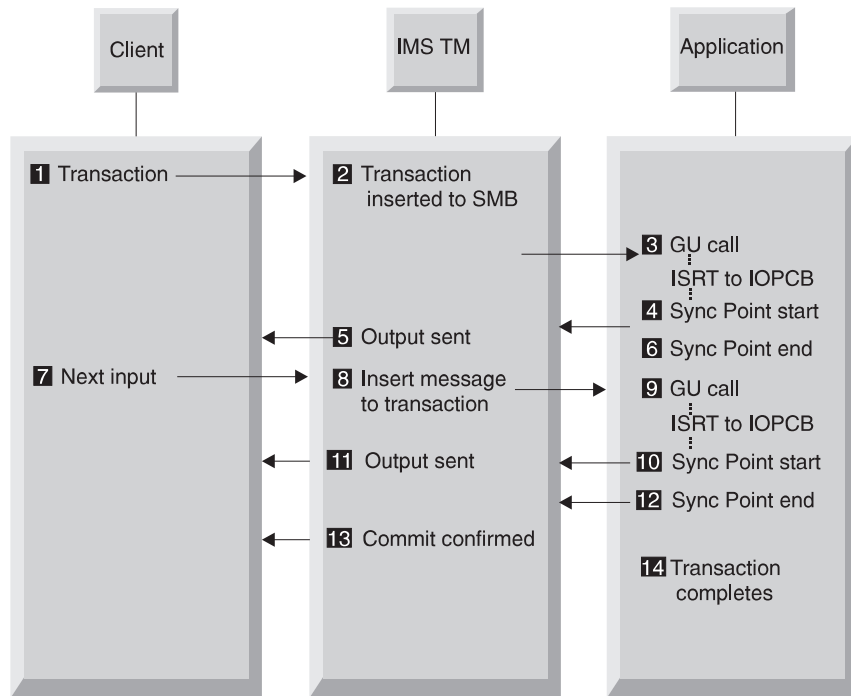 Client
IMS TM
Application
1 Transaction
2 Transaction
inserted to SMB
3 GU call
ISRT to IOPCB
4 Sync Point start
5 Output sent
6 Sync Point end
7 Next input
8 Insert message
to transaction
9 GU call
ISRT to IOPCB
10 Sync Point start
11 Output sent
12 Sync Point end
13 Commit confirmed
14 Transaction
completes